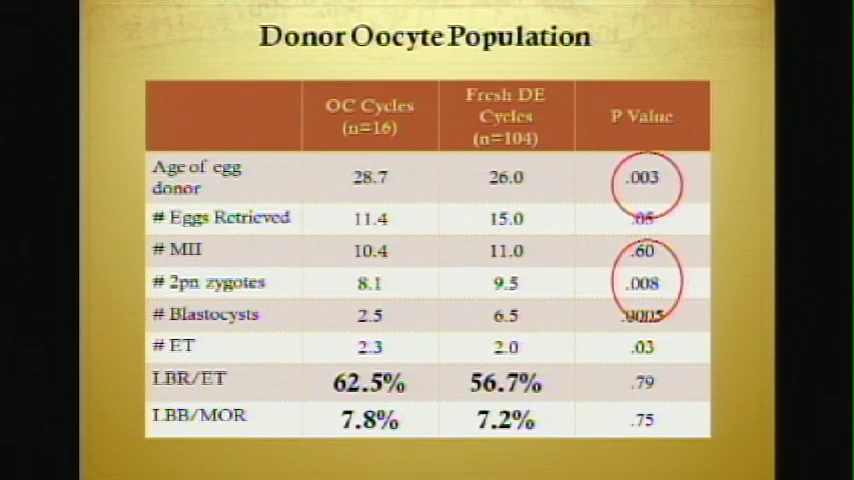 Donor Oocyte Population
OC Cycles (n=16) Fresh DE Cycles (n=104) P Value
Age of egg donor 28.7 26.0 .003
# Eggs Retrieved 11.4 15.0 .05
# MII 10.4 11.0 .60
# 2pn zygotes 8.1 9.5 .008
# Blastocysts 2.5 6.5 .0005
# ET 2.3 2.0 .03
LBR/ET 62.5% 56.7% .79
LBB/MOR 7.8% 7.2% .75